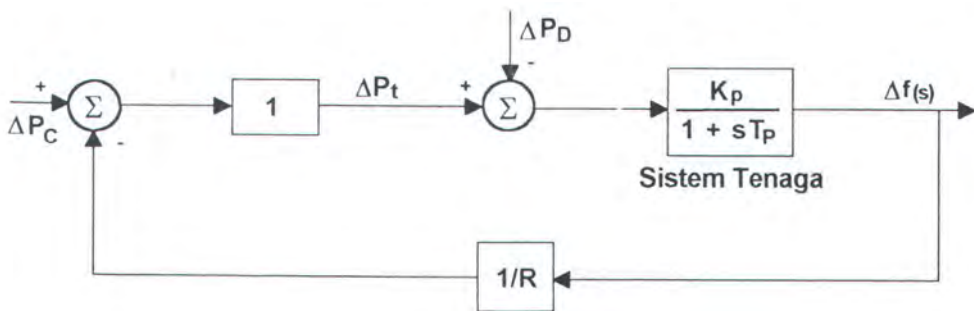 ΔP_D
+
-
ΔP_C
Σ
-
1
ΔP_t
+
Σ
K_p
1 + sT_P
Δf(s)
Sistem Tenaga
1/R